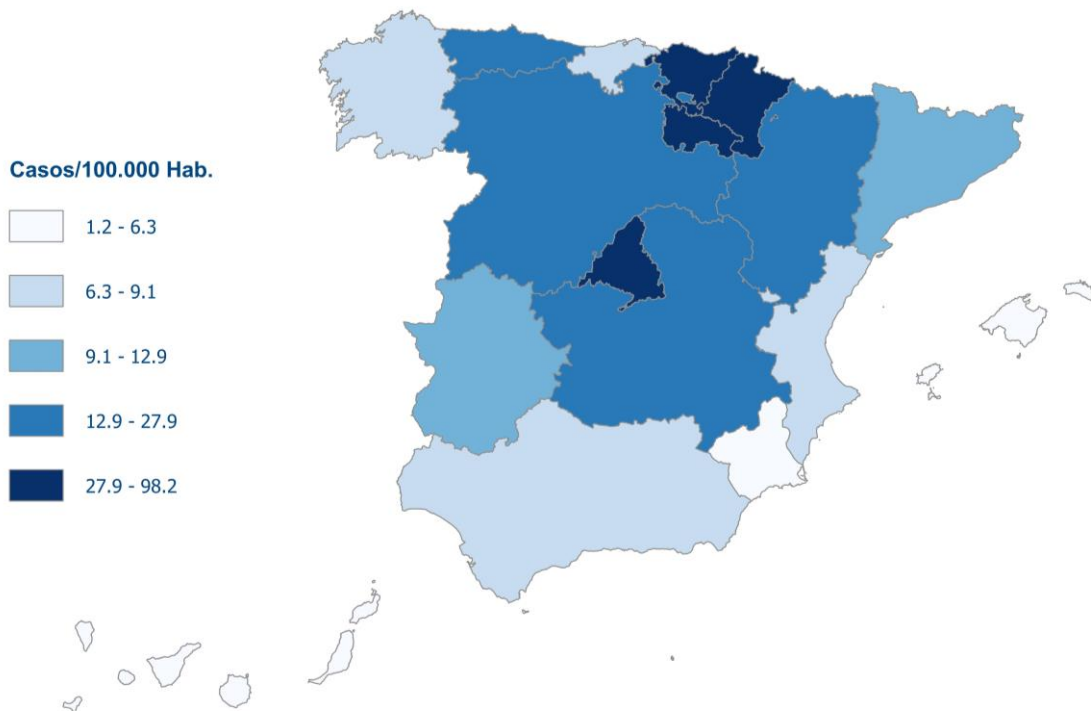 Casos/100.000 Hab.
1.2 - 6.3
6.3 - 9.1
9.1 - 12.9
12.9 - 27.9
27.9 - 98.2